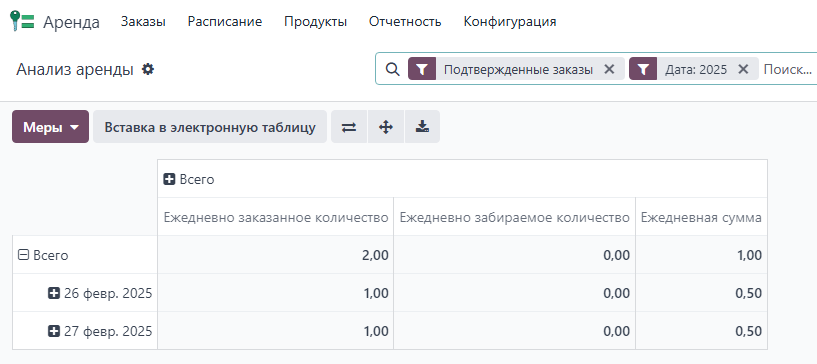 Аренда Заказы Расписание Продукты Отчетность Конфигурация
Анализ аренды Подтвержденные заказы Дата: 2025 Поиск...
Меры Вставка в электронную таблицу
Всего
Ежедневно заказанное количество Ежедневно забираемое количество Ежедневная сумма
Всего 2,00 0,00 1,00
26 февр. 2025 1,00 0,00 0,50
27 февр. 2025 1,00 0,00 0,50